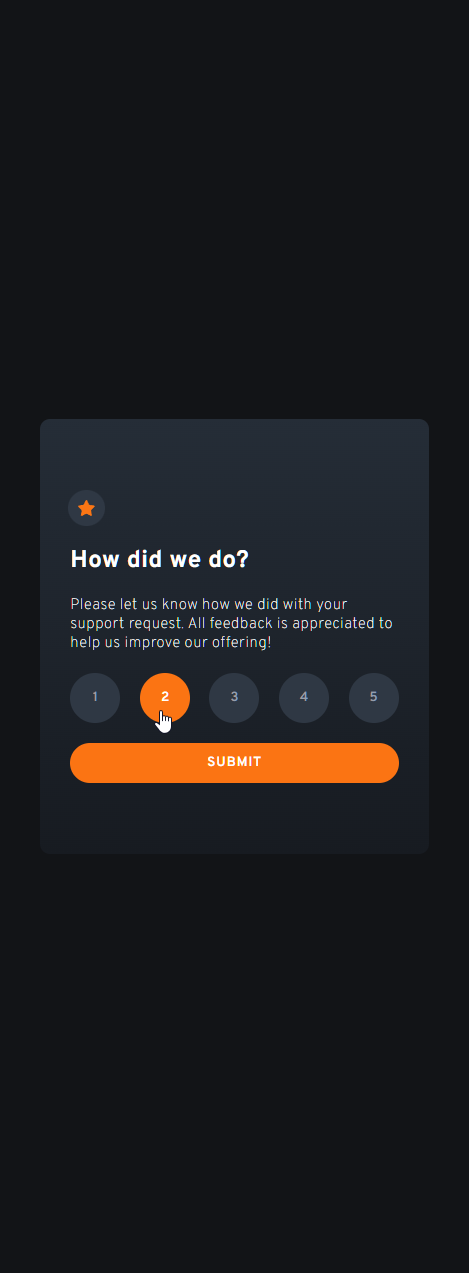 How did we do?
Please let us know how we did with your
support request. All feedback is appreciated to
help us improve our offering!
1
2
3
4
5
SUBMIT